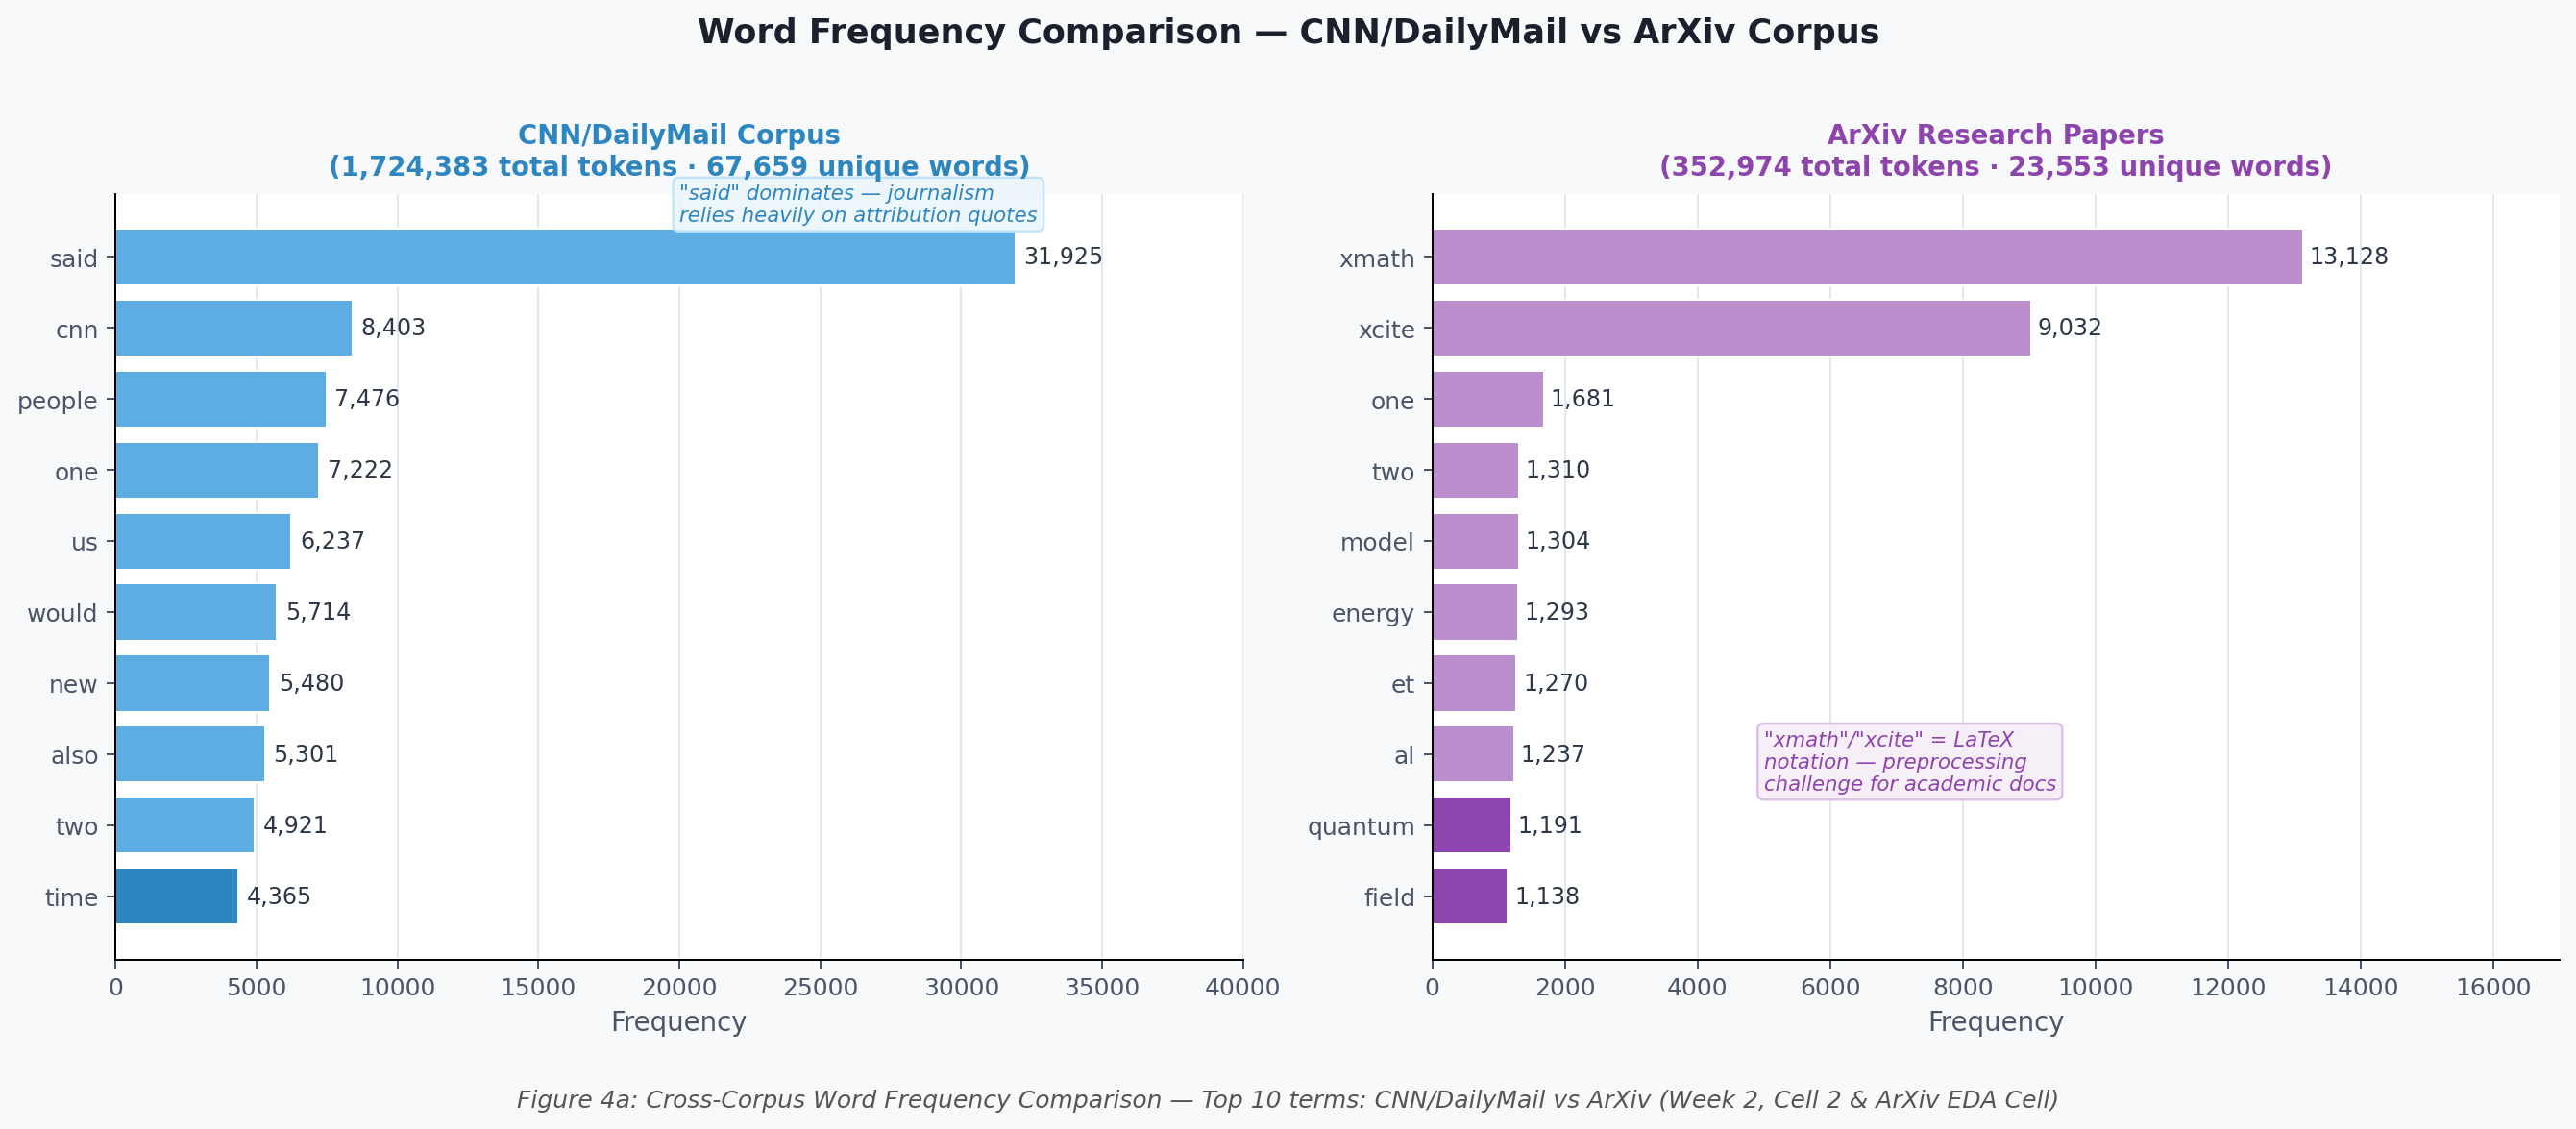 Word Frequency Comparison — CNN/DailyMail vs ArXiv Corpus
CNN/DailyMail Corpus
(1,724,383 total tokens · 67,659 unique words)
"said" dominates — journalism
relies heavily on attribution quotes
said 31,925
cnn 8,403
people 7,476
one 7,222
us 6,237
would 5,714
new 5,480
also 5,301
two 4,921
time 4,365
0 5000 10000 15000 20000 25000 30000 35000 40000
Frequency
ArXiv Research Papers
(352,974 total tokens · 23,553 unique words)
xmath 13,128
xcite 9,032
one 1,681
two 1,310
model 1,304
energy 1,293
et 1,270
al 1,237
"xmath"/"xcite" = LaTeX
notation — preprocessing
challenge for academic docs
quantum 1,191
field 1,138
0 2000 4000 6000 8000 10000 12000 14000 16000
Frequency
Figure 4a: Cross-Corpus Word Frequency Comparison — Top 10 terms: CNN/DailyMail vs ArXiv (Week 2, Cell 2 & ArXiv EDA Cell)